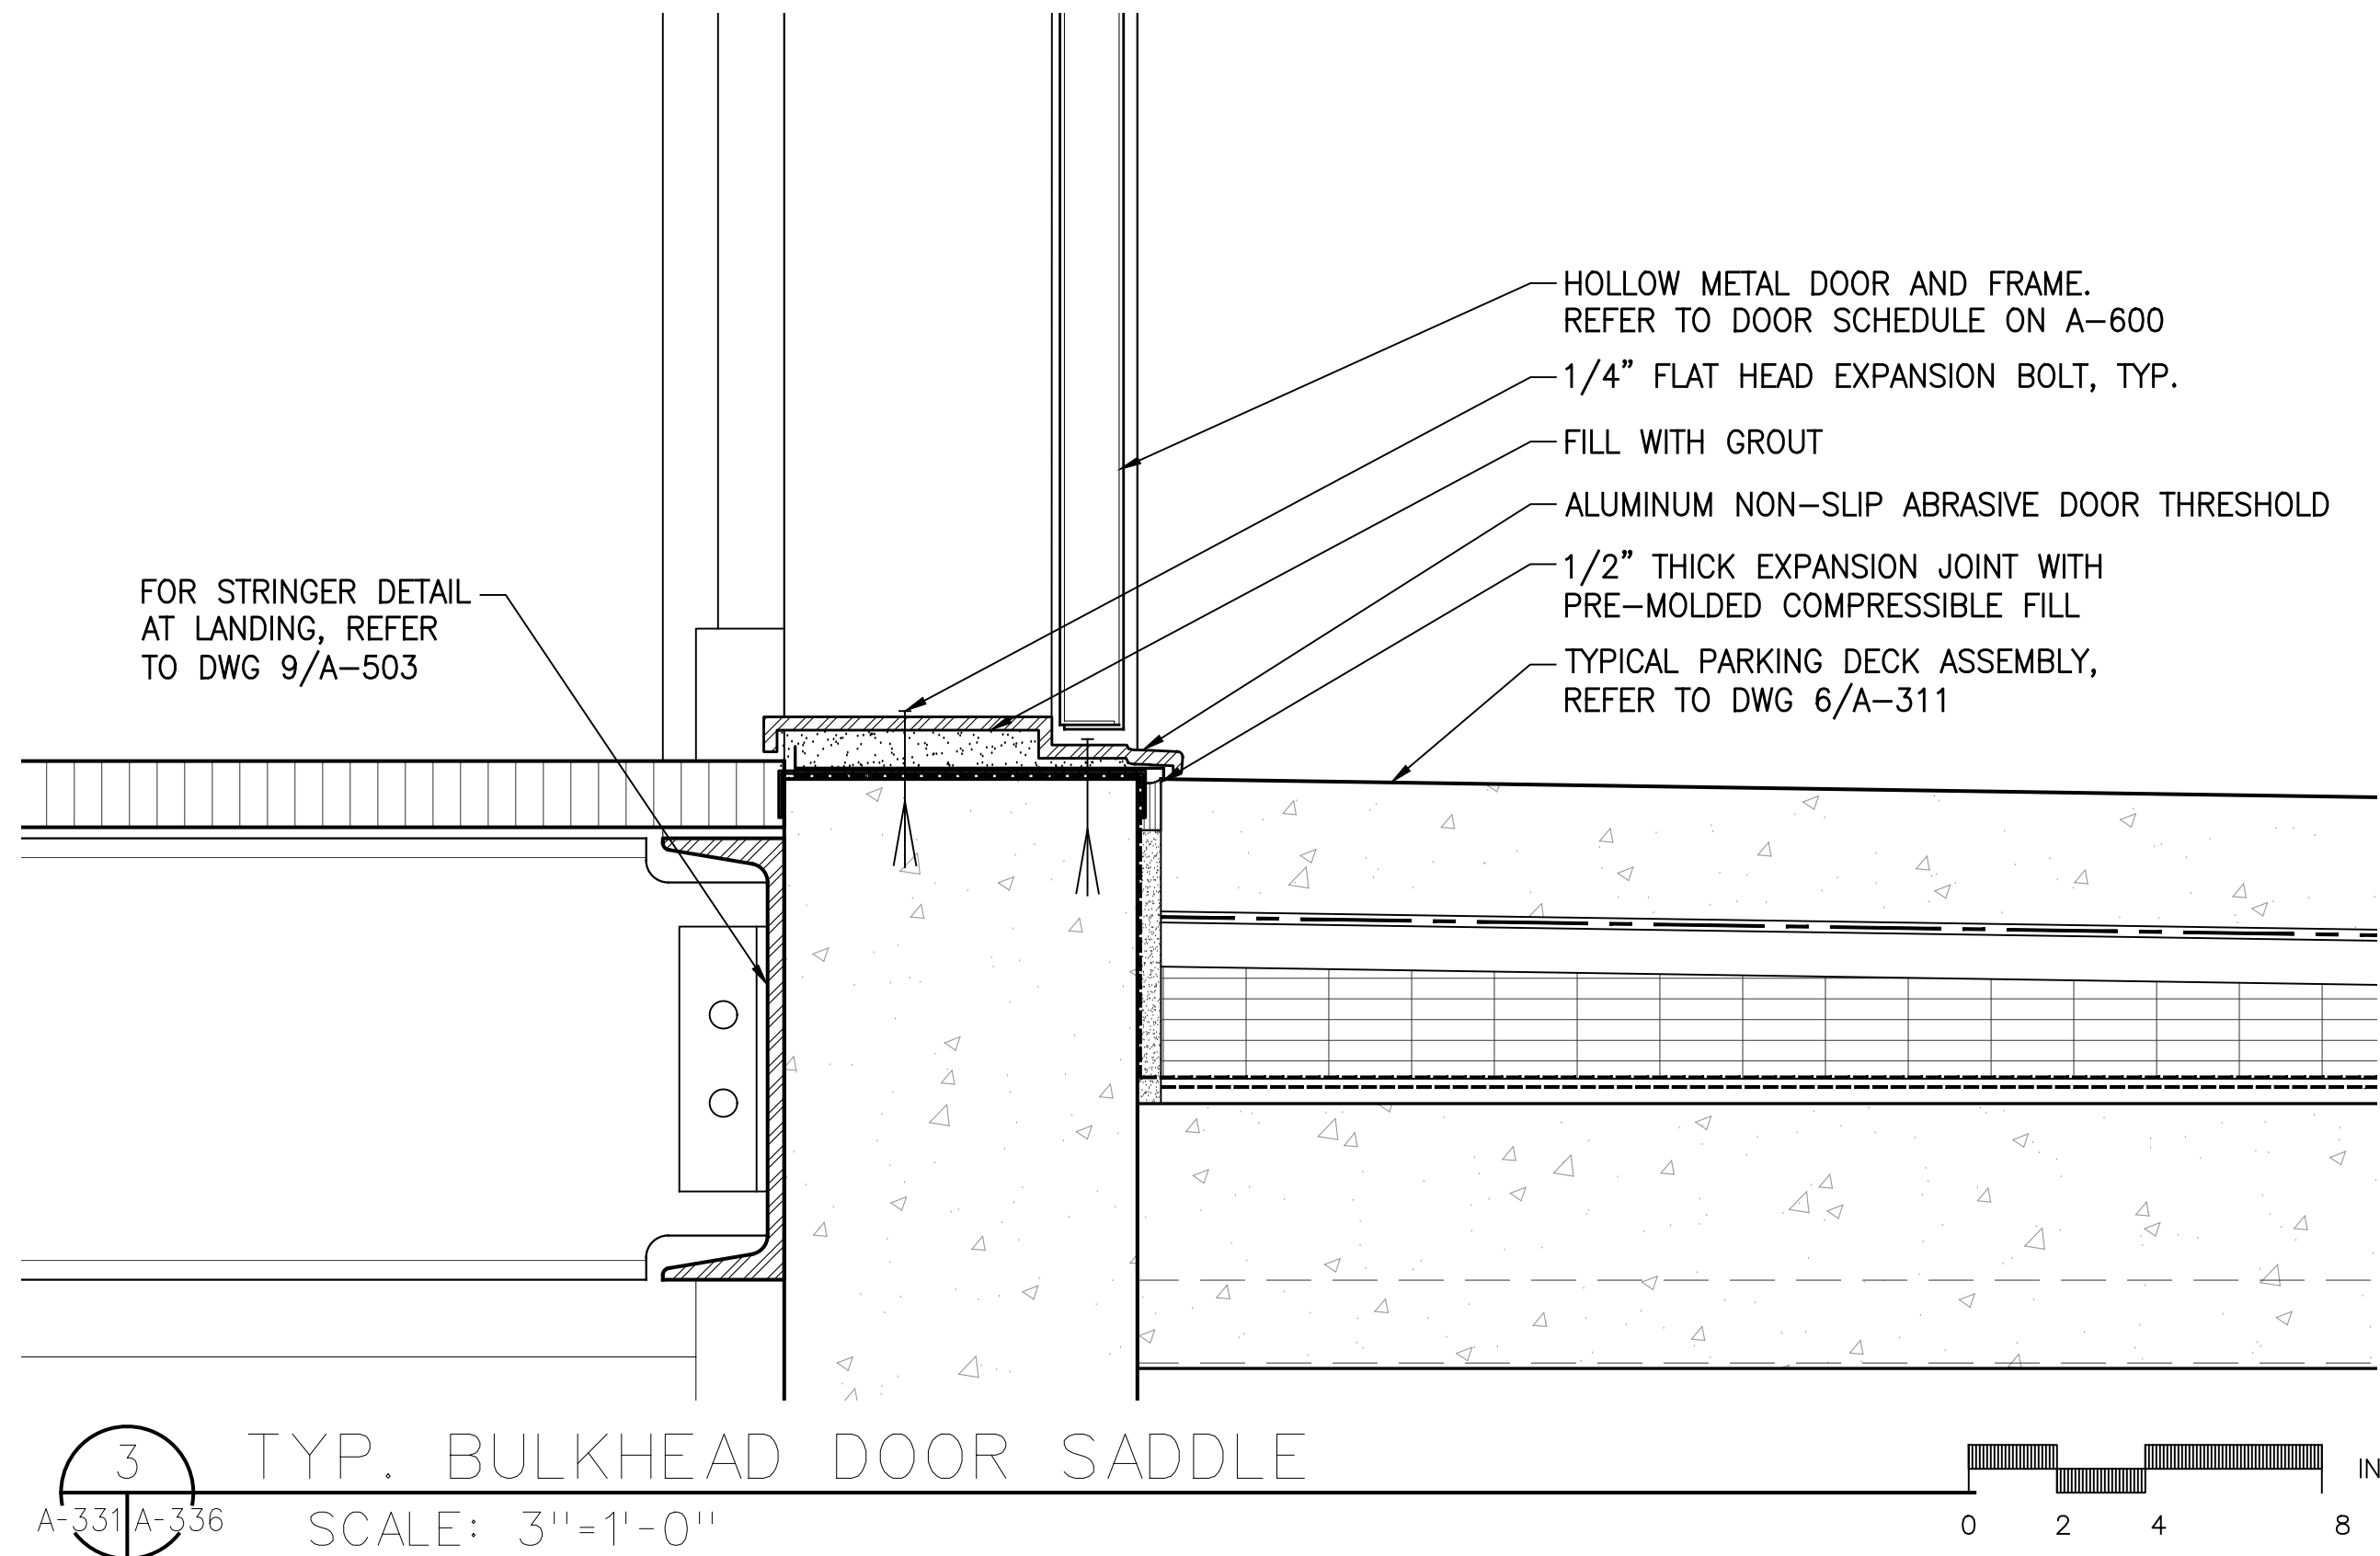 HOLLOW METAL DOOR AND FRAME.
REFER TO DOOR SCHEDULE ON A-600
1/4" FLAT HEAD EXPANSION BOLT, TYP.
FILL WITH GROUT
ALUMINUM NON-SLIP ABRASIVE DOOR THRESHOLD
1/2" THICK EXPANSION JOINT WITH
PRE-MOLDED COMPRESSIBLE FILL
TYPICAL PARKING DECK ASSEMBLY,
REFER TO DWG 6/A-311
FOR STRINGER DETAIL
AT LANDING, REFER
TO DWG 9/A-503
3
TYP. BULKHEAD DOOR SADDLE
A-331 A-336
SCALE: 3''=1'-0''
IN
0 2 4 8